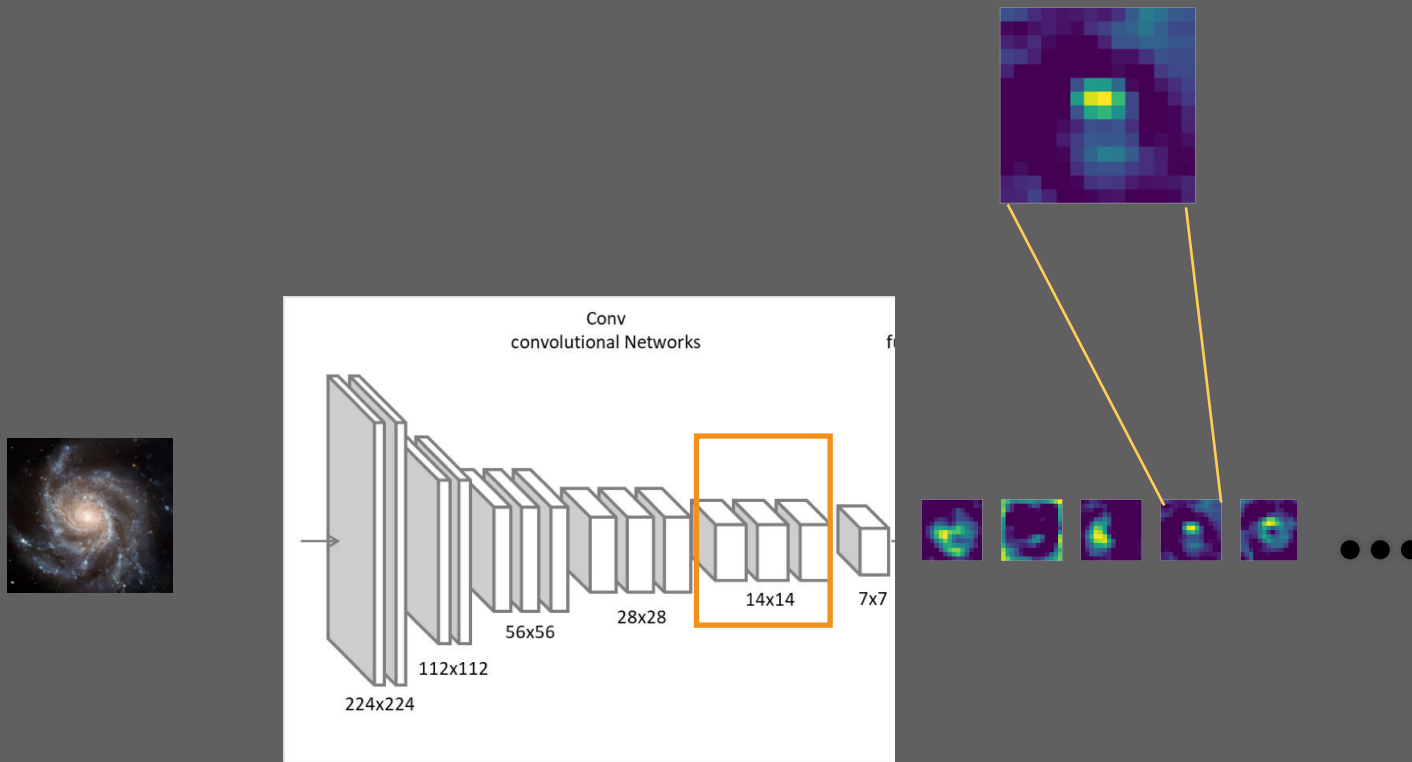 Conv
convolutional Networks
224x224
112x112
56x56
28x28
14x14
7x7